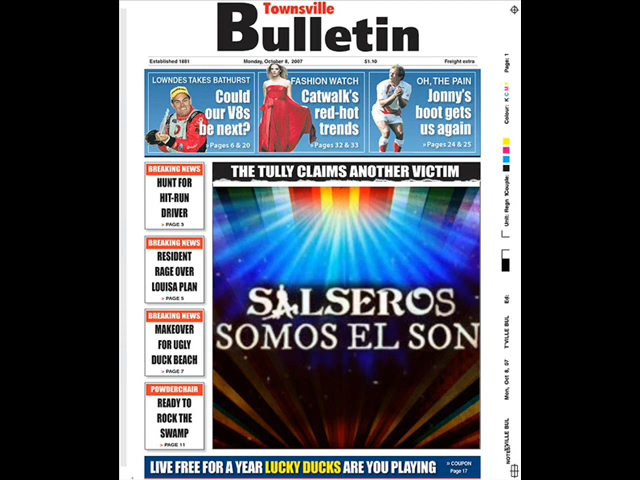 Townsville
Bulletin
Established 1881
Monday, October 8, 2007
$1.10
Freight extra
LOWNDES TAKES BATHURST
Could
our V8s
be next?
» Pages 6 & 20
FASHION WATCH
Catwalk's
red-hot
trends
» Pages 32 & 33
OH, THE PAIN
Jonny's
boot gets
us again
» Pages 24 & 25
BREAKING NEWS
HUNT FOR
HIT-RUN
DRIVER
» PAGE 3
BREAKING NEWS
RESIDENT
RAGE OVER
LOUISA PLAN
» PAGE 5
BREAKING NEWS
MAKEOVER
FOR UGLY
DUCK BEACH
» PAGE 7
POWDERCHAIR
READY TO
ROCK THE
SWAMP
» PAGE 11
THE TULLY CLAIMS ANOTHER VICTIM
SALSEROS
SOMOS EL SON
LIVE FREE FOR A YEAR LUCKY DUCKS ARE YOU PLAYING
» COUPON
Page 17
Page: 1
Colour: K C M Y
Ed:
T'VILLE BUL
Mon, Oct 8, 07